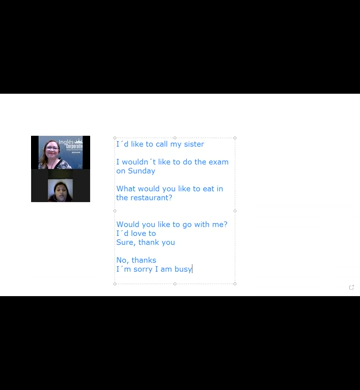 I´d like to call my sister
I wouldn´t like to do the exam
on Sunday
What would you like to eat in
the restaurant?
Would you like to go with me?
I´d love to
Sure, thank you
No, thanks
I´m sorry I am busy